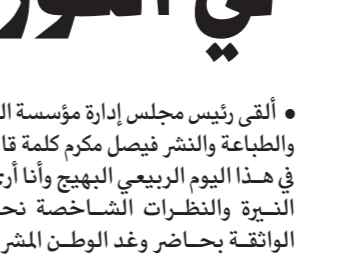 في
• ألقى رئيس مجلس إدارة مؤسسة
والطباعة والنشر فيصل مكرم كلمة
في هـذا اليوم الربيعي البهيج وأنا
النـيرة والنظـرات الشـاخصة
الواثقـة بحـاضر وغد الوطـن